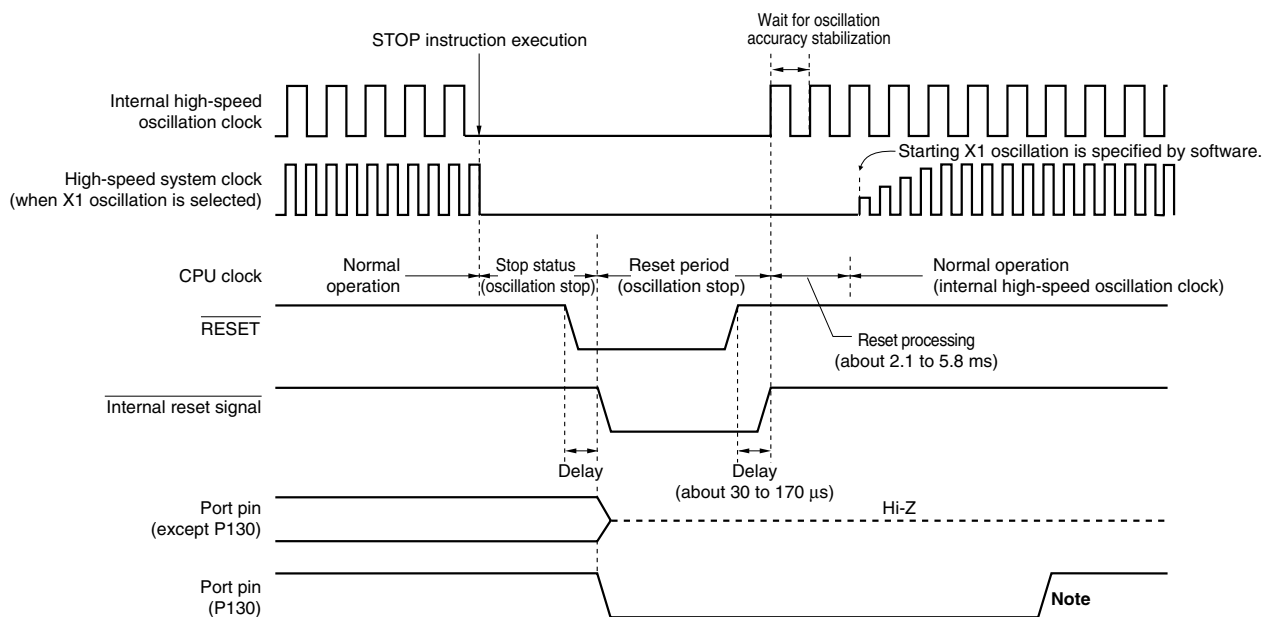 Wait for oscillation
accuracy stabilization
STOP instruction execution
Internal high-speed
oscillation clock
Starting X1 oscillation is specified by software.
High-speed system clock
(when X1 oscillation is selected)
CPU clock
Normal
operation
Stop status
(oscillation stop)
Reset period
(oscillation stop)
Normal operation
(internal high-speed oscillation clock)
RESET
Reset processing
(about 2.1 to 5.8 ms)
Internal reset signal
Delay
Delay
(about 30 to 170 μs)
Port pin
(except P130)
Hi-Z
Port pin
(P130)
Note